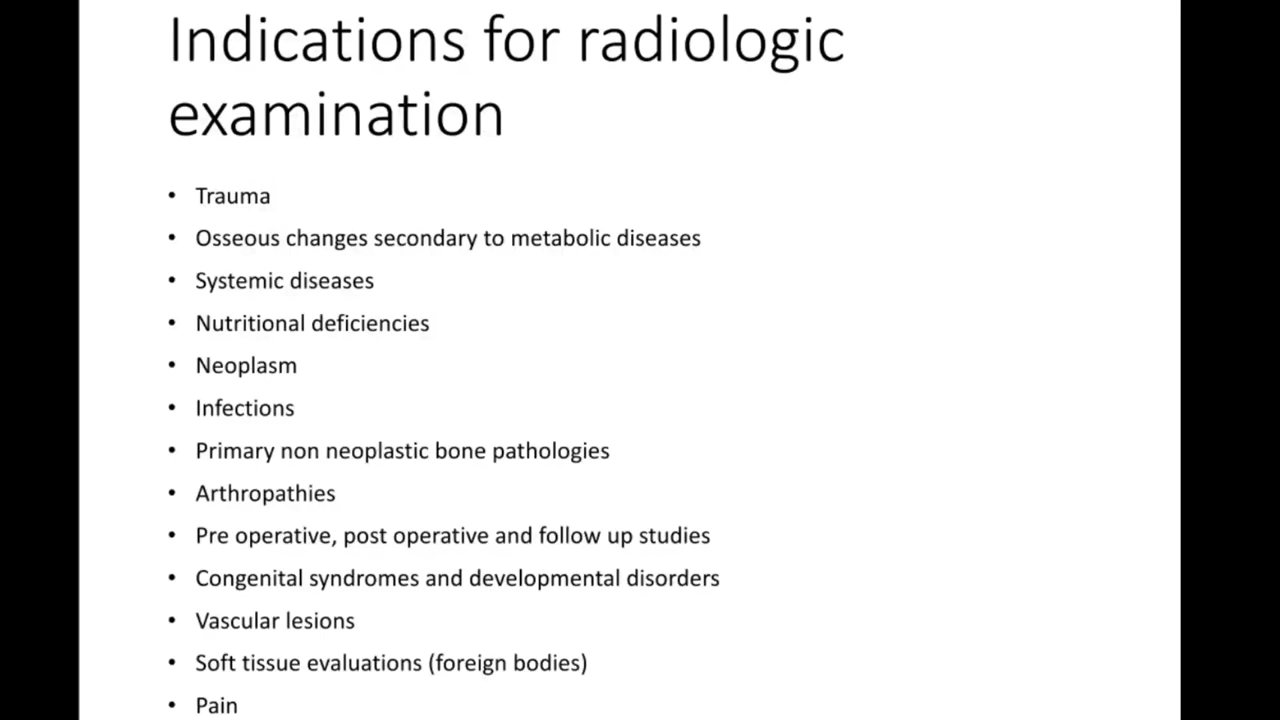 Indications for radiologic
examination
• Trauma
• Osseous changes secondary to metabolic diseases
• Systemic diseases
• Nutritional deficiencies
• Neoplasm
• Infections
• Primary non neoplastic bone pathologies
• Arthropathies
• Pre operative, post operative and follow up studies
• Congenital syndromes and developmental disorders
• Vascular lesions
• Soft tissue evaluations (foreign bodies)
• Pain